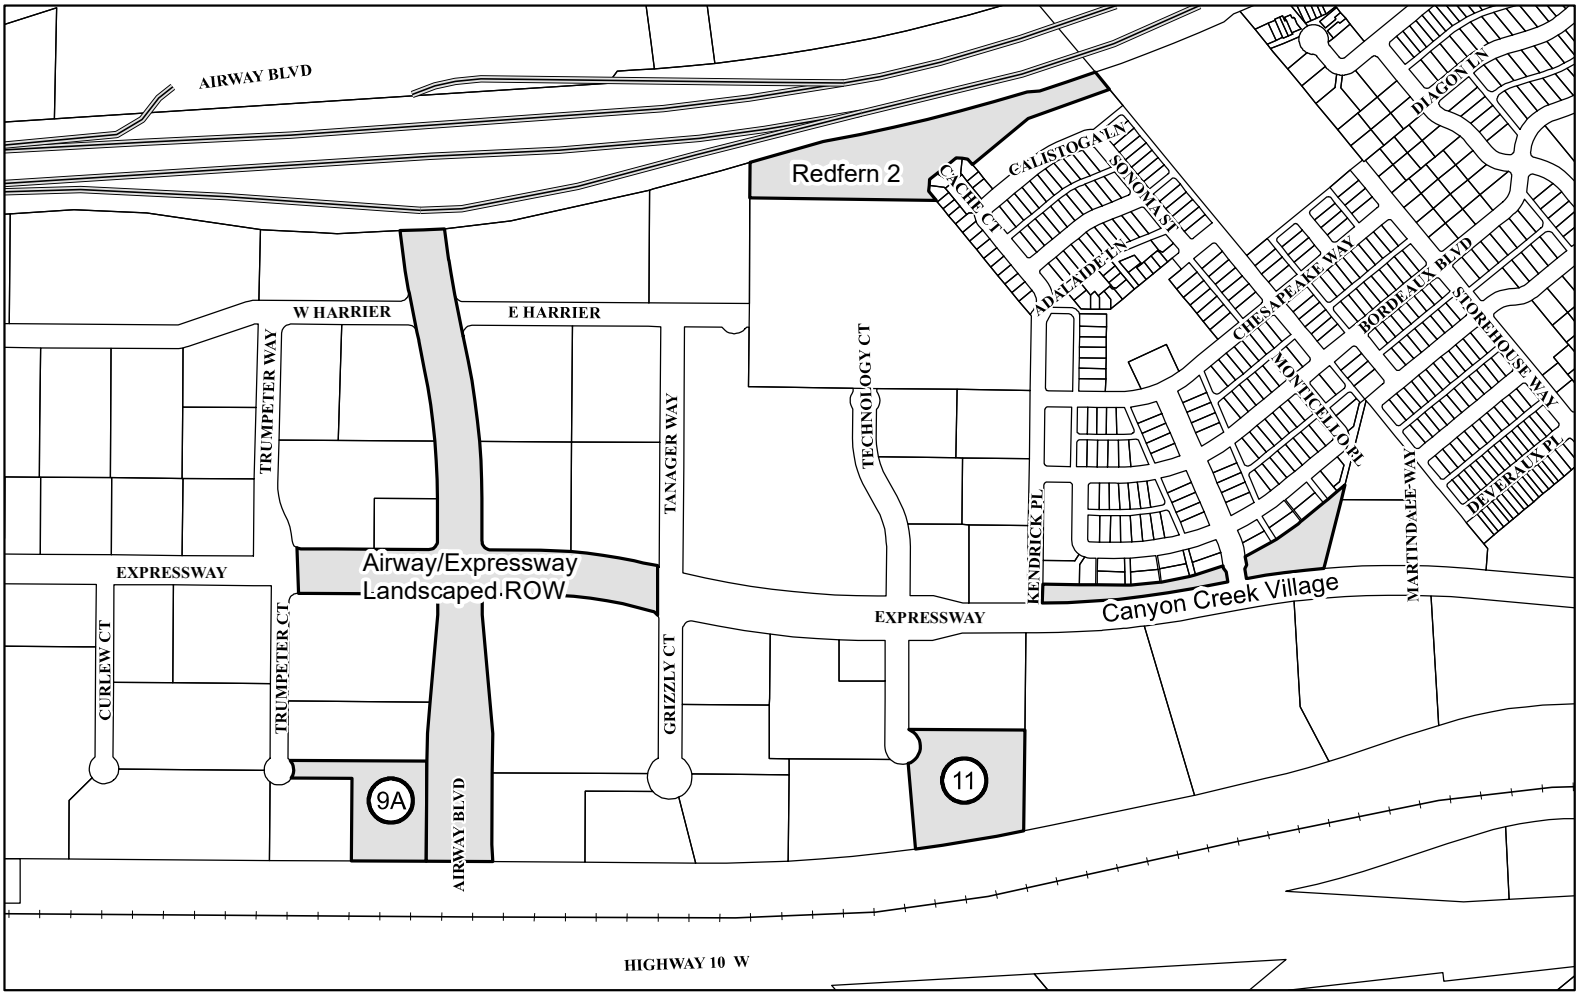 AIRWAY BLVD
DIAGON LN
CALISTOGA LN
Redfern 2
CACHE CT
SONOMA ST
ADALAIDE LN
CHESAPEAKE WAY
BORDEAUX BLVD
STOREHOUSE WAY
W HARRIER
E HARRIER
TRUMPETER WAY
TECHNOLOGY CT
MONTICELLO PL
TANAGER WAY
DEVERAUX PL
KENDRICK PL
MARTINDALE WAY
EXPRESSWAY
Airway/Expressway
Landscaped ROW
EXPRESSWAY
Canyon Creek Village
CURLEW CT
TRUMPETER CT
GRIZZLY CT
9A
11
AIRWAY BLVD
HIGHWAY 10 W